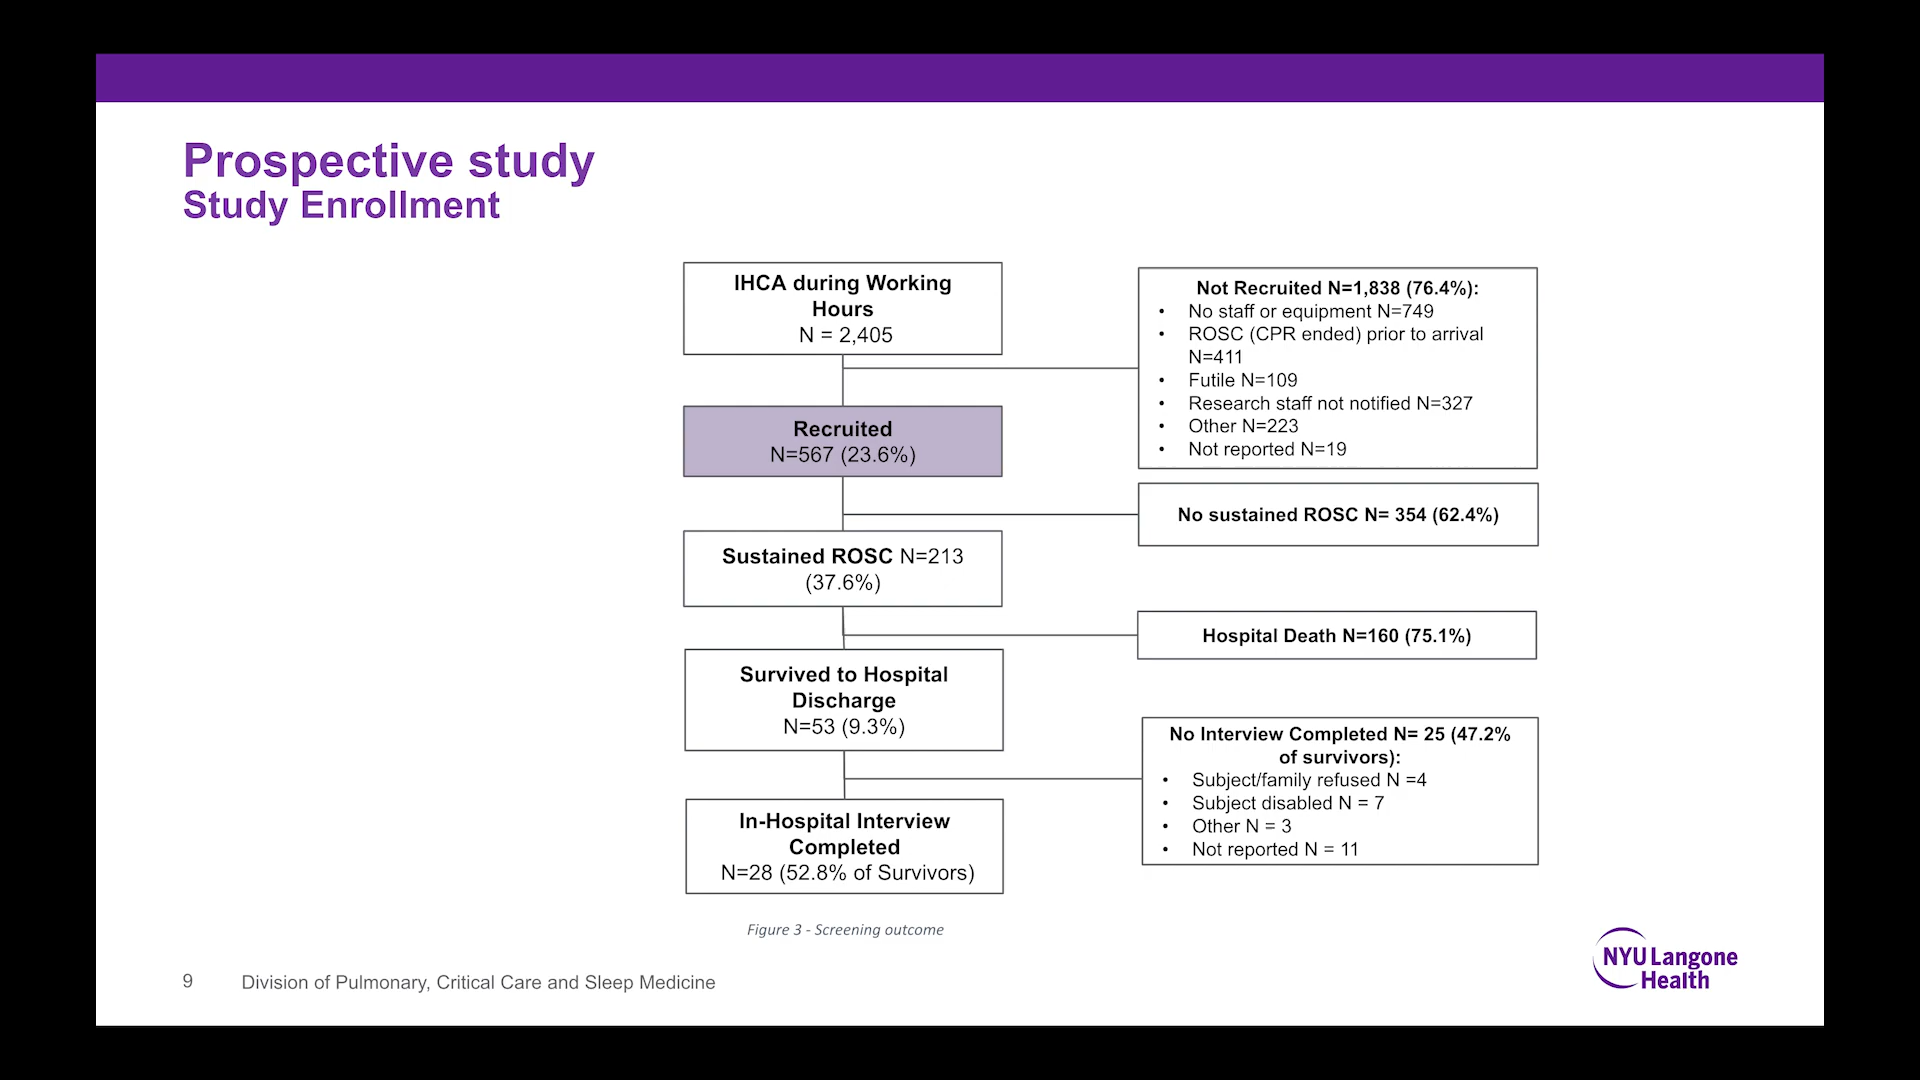 Prospective study
Study Enrollment
IHCA during Working
Hours
N = 2,405
Not Recruited N=1,838 (76.4%):
• No staff or equipment N=749
• ROSC (CPR ended) prior to arrival
N=411
• Futile N=109
• Research staff not notified N=327
• Other N=223
• Not reported N=19
Recruited
N=567 (23.6%)
No sustained ROSC N= 354 (62.4%)
Sustained ROSC N=213
(37.6%)
Hospital Death N=160 (75.1%)
Survived to Hospital
Discharge
N=53 (9.3%)
No Interview Completed N= 25 (47.2%
of survivors):
• Subject/family refused N =4
• Subject disabled N = 7
• Other N = 3
• Not reported N = 11
In-Hospital Interview
Completed
N=28 (52.8% of Survivors)
Figure 3 - Screening outcome
NYU Langone
Health
9 Division of Pulmonary, Critical Care and Sleep Medicine